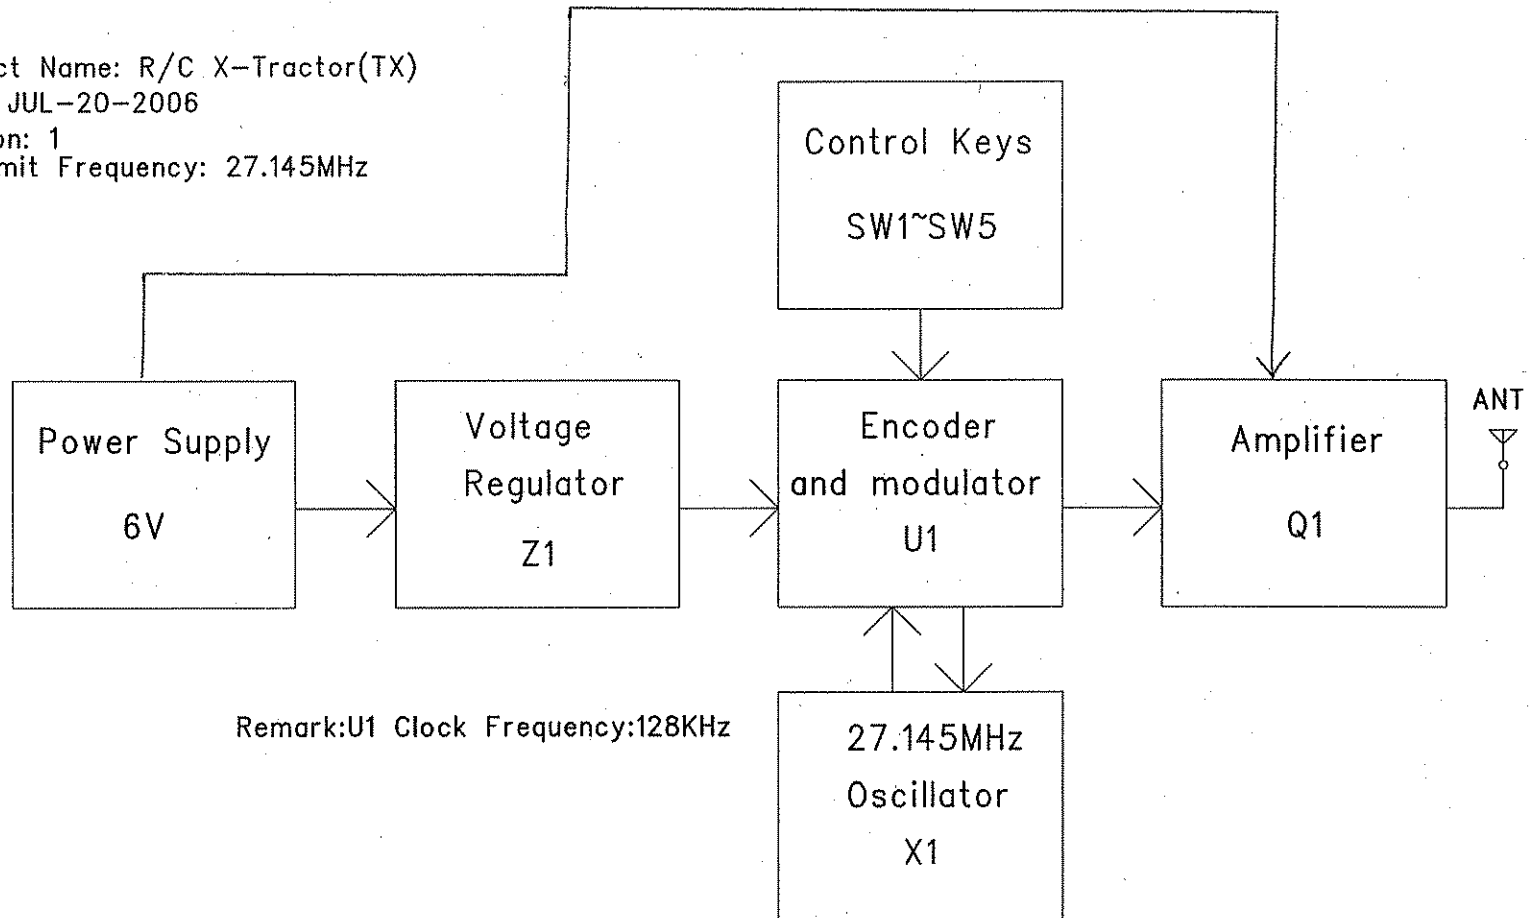 ct Name: R/C X-Tractor(TX)
JUL-20-2006
on: 1
mit Frequency: 27.145MHz
Control Keys
SW1~SW5
Power Supply
6V
Voltage
Regulator
Z1
Encoder
and modulator
U1
Amplifier
Q1
ANT
Remark:U1 Clock Frequency:128KHz
27.145MHz
Oscillator
X1